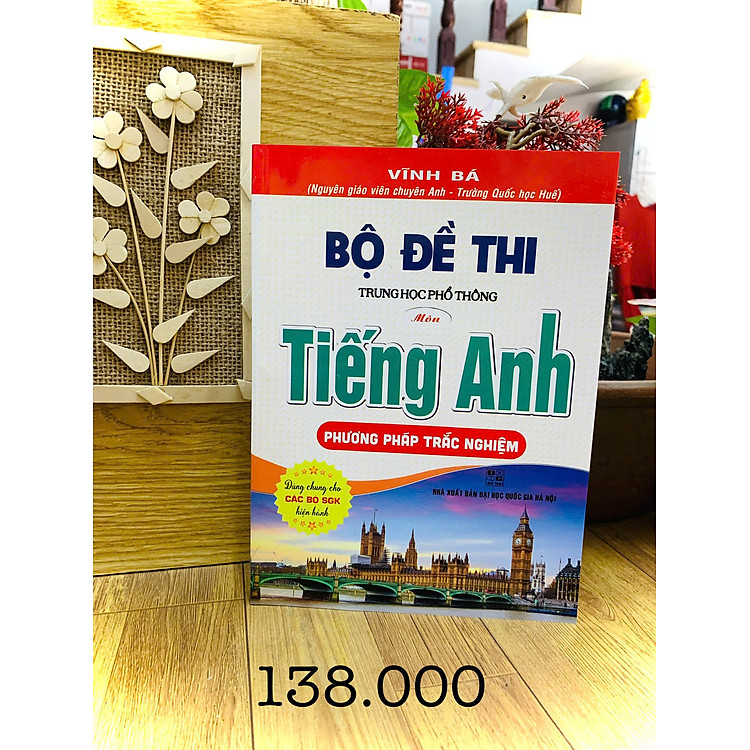 VĨNH BÁ
(Nguyên giáo viên chuyên Anh - Trường Quốc học Huế)
BỘ ĐỀ THI
TRUNG HỌC PHỔ THÔNG
Môn
Tiếng Anh
PHƯƠNG PHÁP TRẮC NGHIỆM
Dùng chung cho
CÁC BỘ SGK
hiện hành
NHÀ XUẤT BẢN ĐẠI HỌC QUỐC GIA HÀ NỘI
138.000